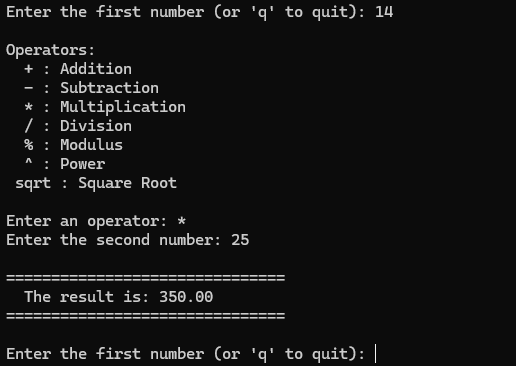 Enter the first number (or 'q' to quit): 14
Operators:
+ : Addition
- : Subtraction
* : Multiplication
/ : Division
% : Modulus
^ : Power
sqrt : Square Root
Enter an operator: *
Enter the second number: 25
===============================
The result is: 350.00
===============================
Enter the first number (or 'q' to quit):